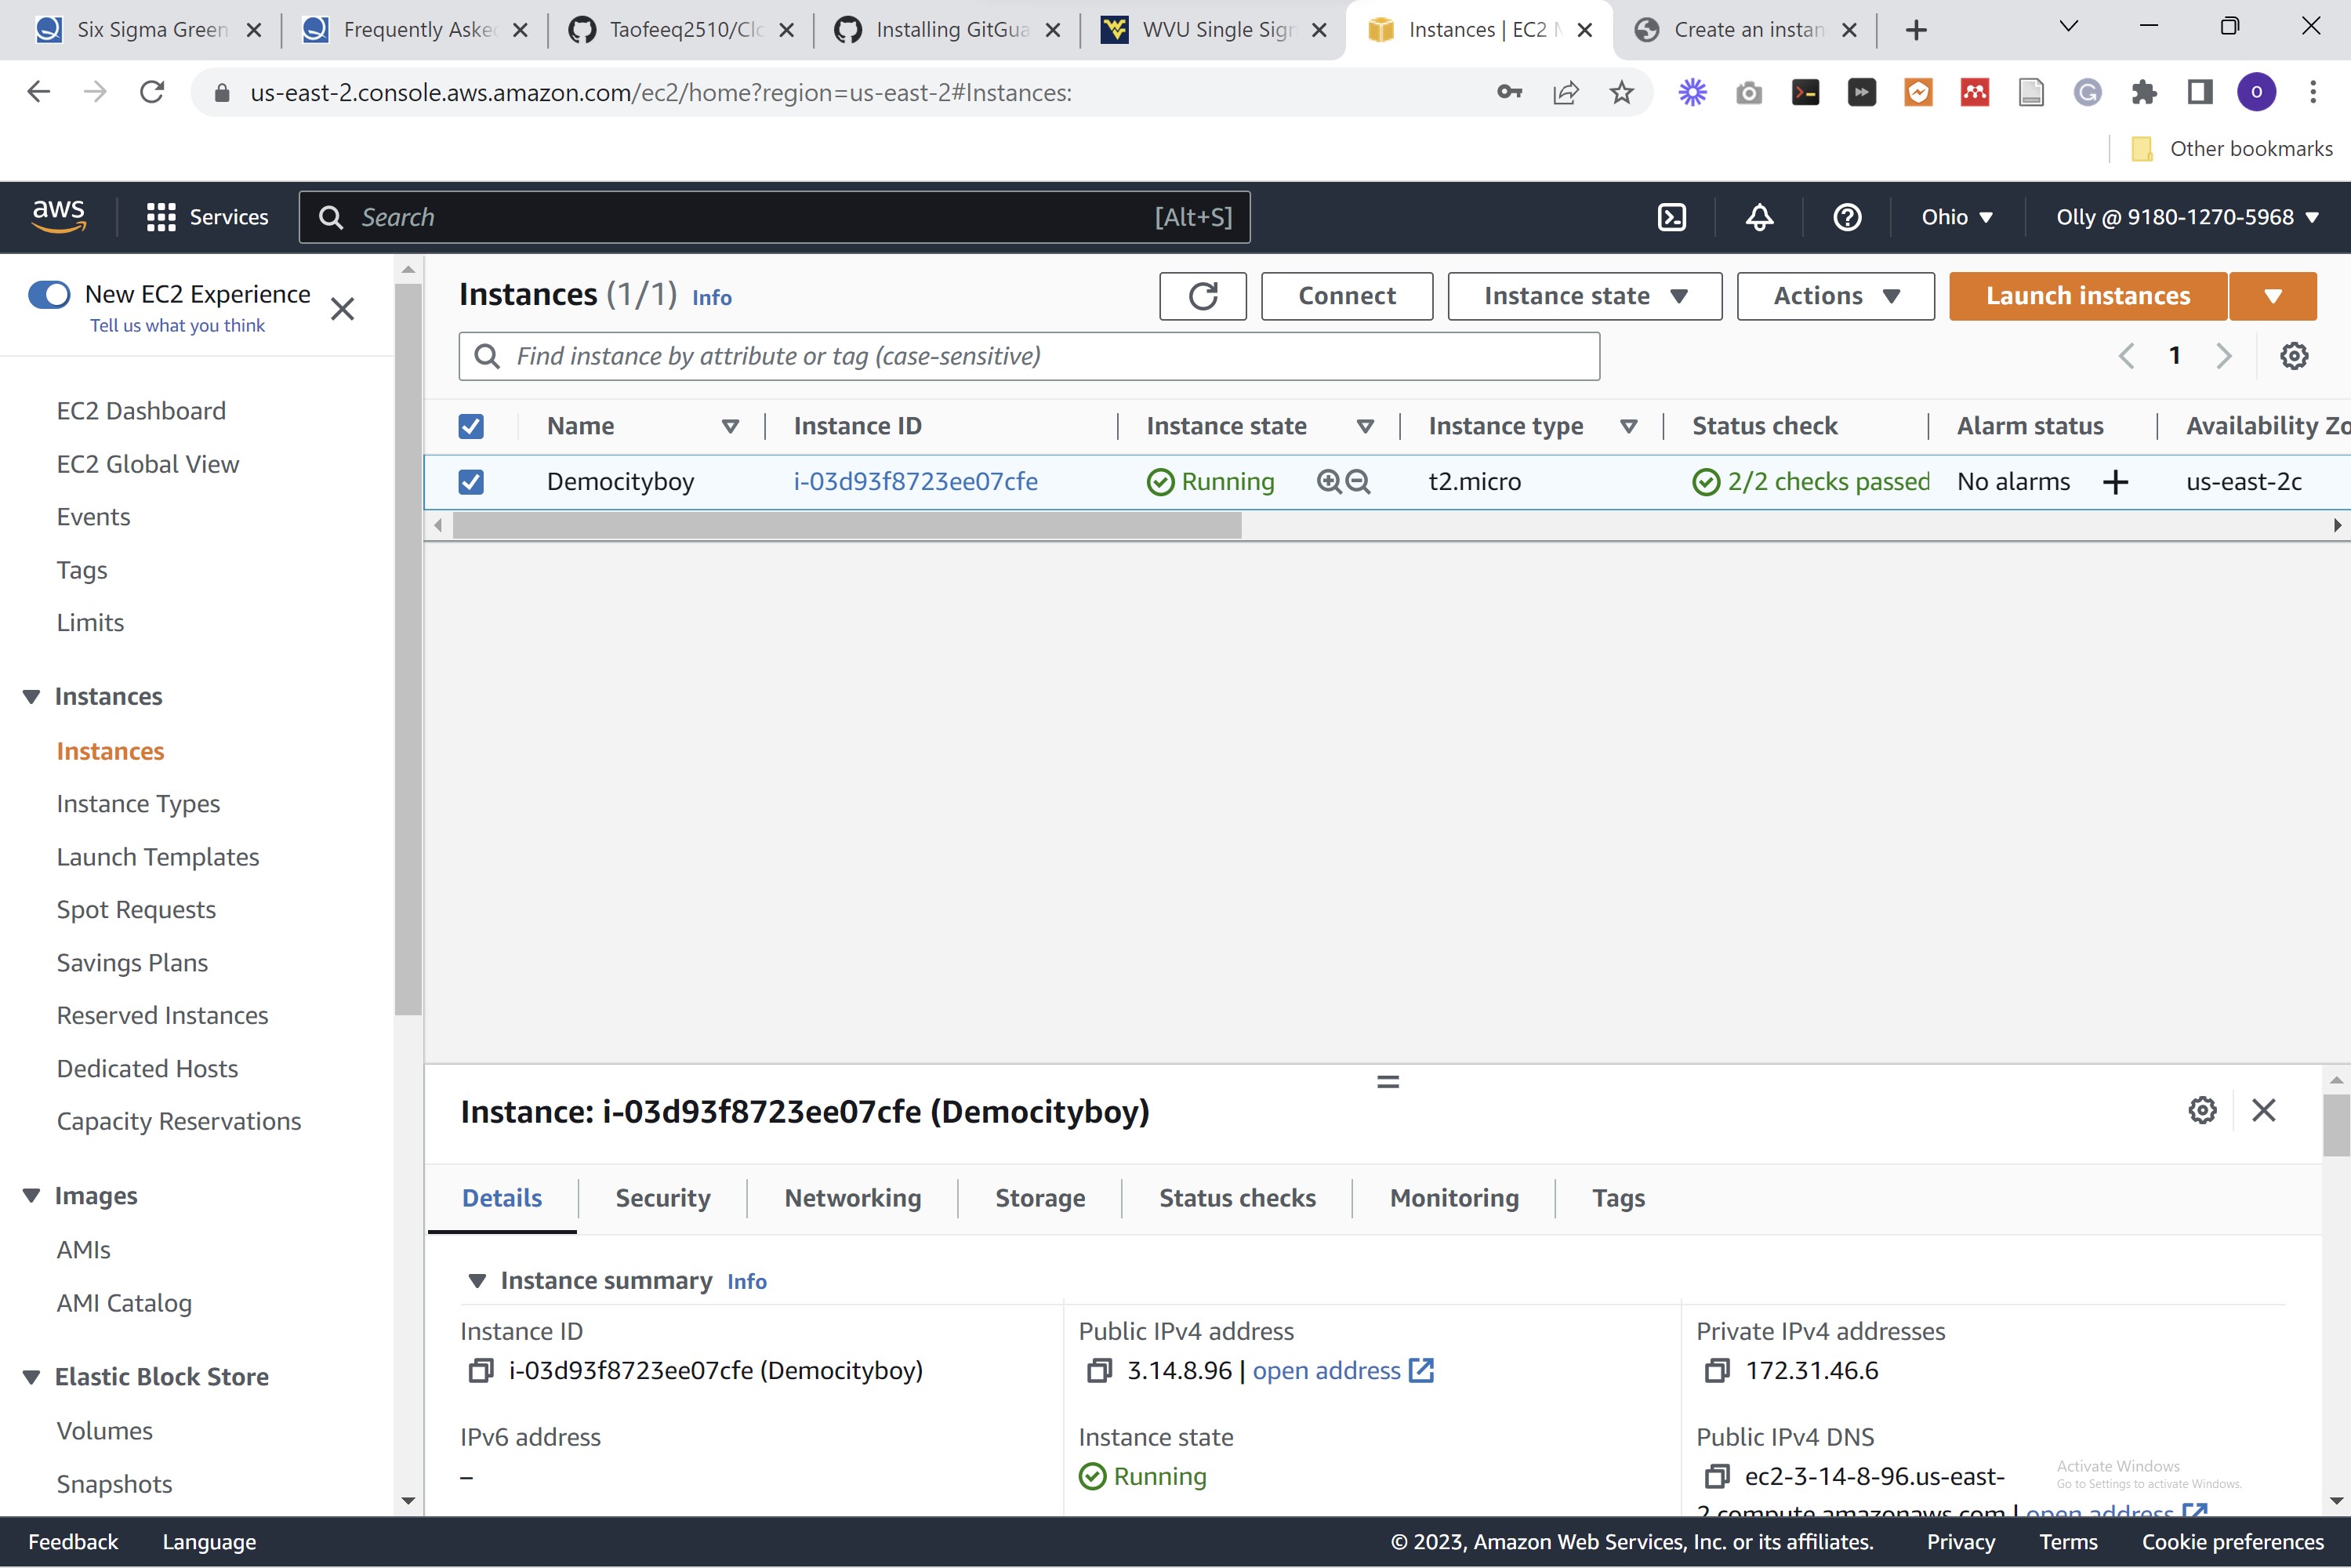 Six Sigma Green
Frequently Aske
Taofeeq2510/Clo
Installing GitGua
WVU Single Sign
Instances | EC2 M
Create an instan
us-east-2.console.aws.amazon.com/ec2/home?region=us-east-2#Instances:
O
Other bookmarks
aws
Services
Search
[Alt+S]
Ohio
Olly @ 9180-1270-5968
New EC2 Experience
Tell us what you think
EC2 Dashboard
EC2 Global View
Events
Tags
Limits
Instances
Instances
Instance Types
Launch Templates
Spot Requests
Savings Plans
Reserved Instances
Dedicated Hosts
Capacity Reservations
Images
AMIs
AMI Catalog
Elastic Block Store
Volumes
Snapshots
Instances (1/1) Info
Connect
Instance state
Actions
Launch instances
Find instance by attribute or tag (case-sensitive)
1
Name Instance ID Instance state Instance type Status check Alarm status Availability Zo
Democityboy i-03d93f8723ee07cfe Running t2.micro 2/2 checks passed No alarms + us-east-2c
Instance: i-03d93f8723ee07cfe (Democityboy)
Details Security Networking Storage Status checks Monitoring Tags
Instance summary Info
Instance ID
i-03d93f8723ee07cfe (Democityboy)
Public IPv4 address
3.14.8.96 | open address
Private IPv4 addresses
172.31.46.6
IPv6 address
–
Instance state
Running
Public IPv4 DNS
ec2-3-14-8-96.us-east-
2.compute.amazonaws.com | open address
Activate Windows
Go to Settings to activate Windows.
Feedback Language © 2023, Amazon Web Services, Inc. or its affiliates. Privacy Terms Cookie preferences